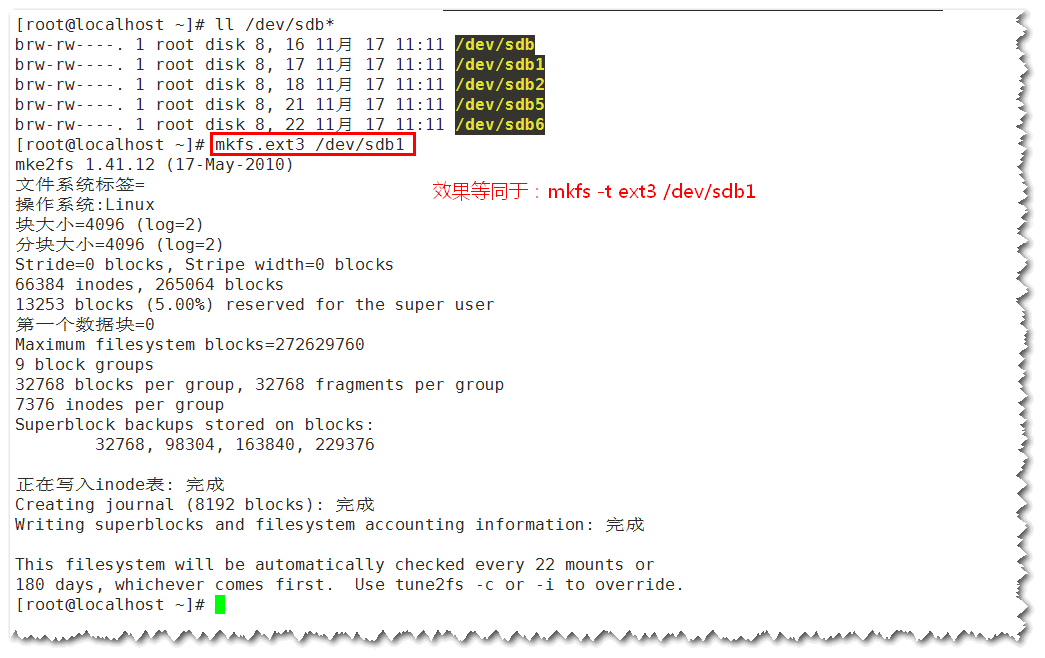 [root@localhost ~]# ll /dev/sdb*
brw-rw----. 1 root disk 8, 16 11月 17 11:11 /dev/sdb
brw-rw----. 1 root disk 8, 17 11月 17 11:11 /dev/sdb1
brw-rw----. 1 root disk 8, 18 11月 17 11:11 /dev/sdb2
brw-rw----. 1 root disk 8, 21 11月 17 11:11 /dev/sdb5
brw-rw----. 1 root disk 8, 22 11月 17 11:11 /dev/sdb6
[root@localhost ~]# mkfs.ext3 /dev/sdb1
mke2fs 1.41.12 (17-May-2010)
文件系统标签=
效果等同于：mkfs -t ext3 /dev/sdb1
操作系统:Linux
块大小=4096 (log=2)
分块大小=4096 (log=2)
Stride=0 blocks, Stripe width=0 blocks
66384 inodes, 265064 blocks
13253 blocks (5.00%) reserved for the super user
第一个数据块=0
Maximum filesystem blocks=272629760
9 block groups
32768 blocks per group, 32768 fragments per group
7376 inodes per group
Superblock backups stored on blocks:
32768, 98304, 163840, 229376
正在写入inode表: 完成
Creating journal (8192 blocks): 完成
Writing superblocks and filesystem accounting information: 完成
This filesystem will be automatically checked every 22 mounts or
180 days, whichever comes first.  Use tune2fs -c or -i to override.
[root@localhost ~]#